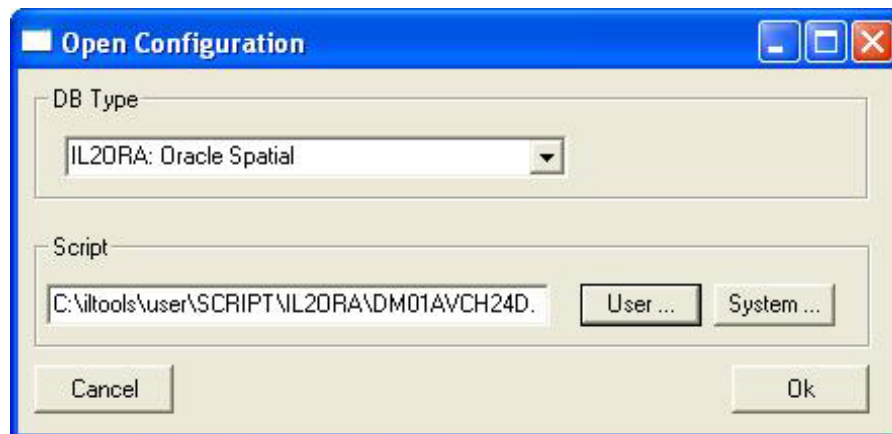 Open Configuration
DB Type
IL2ORA: Oracle Spatial
Script
C:\iltools\user\SCRIPT\IL2ORA\DM01AVCH24D.
User ...
System ...
Cancel
Ok